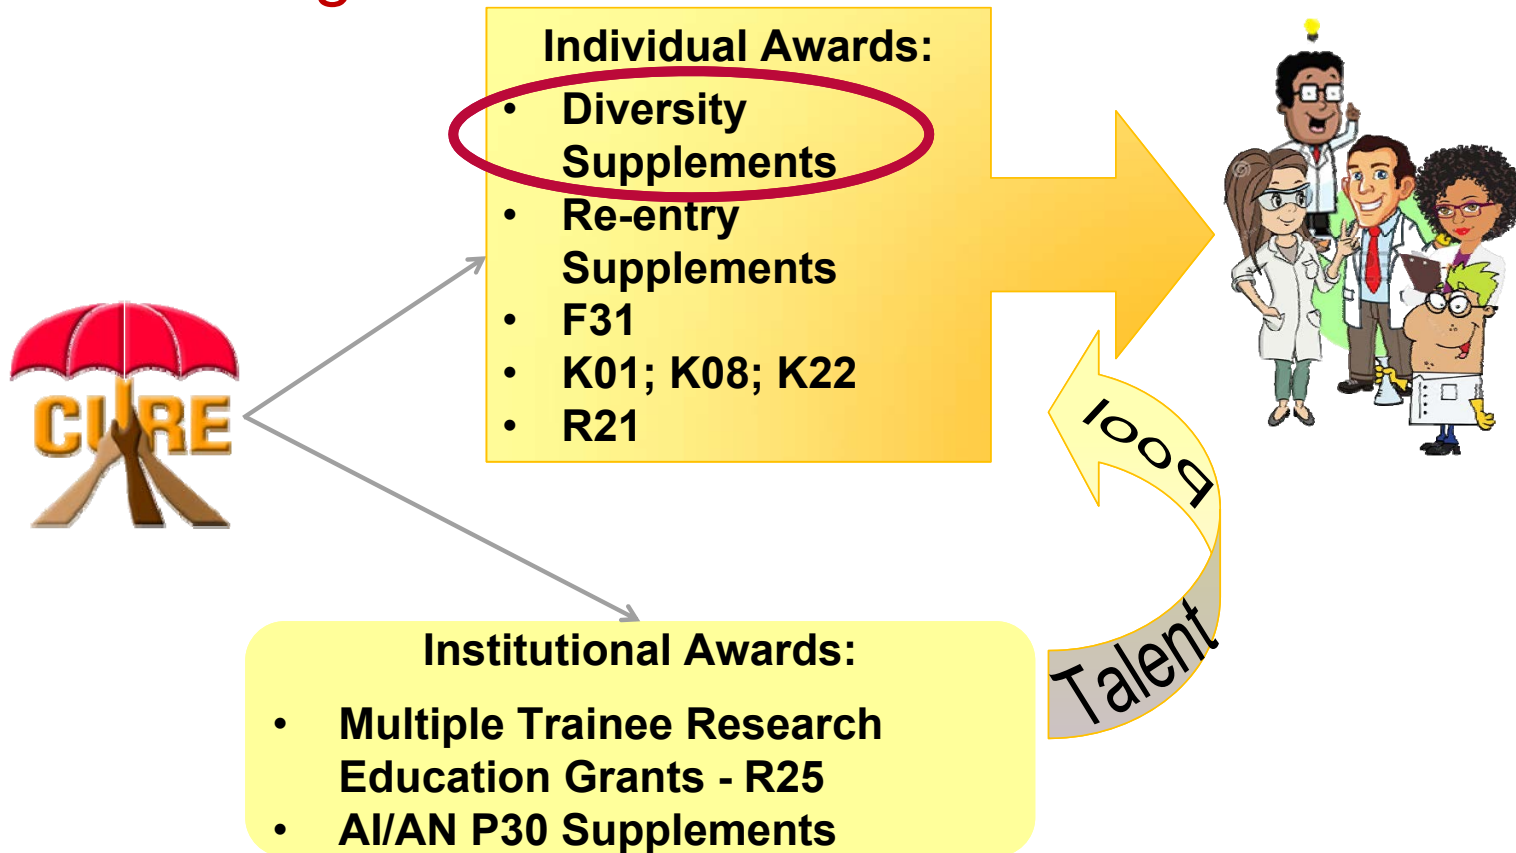 Individual Awards:
• Diversity
Supplements
• Re-entry
Supplements
• F31
• K01; K08; K22
• R21
CURE
pool
Talent
Institutional Awards:
• Multiple Trainee Research
Education Grants - R25
• AI/AN P30 Supplements